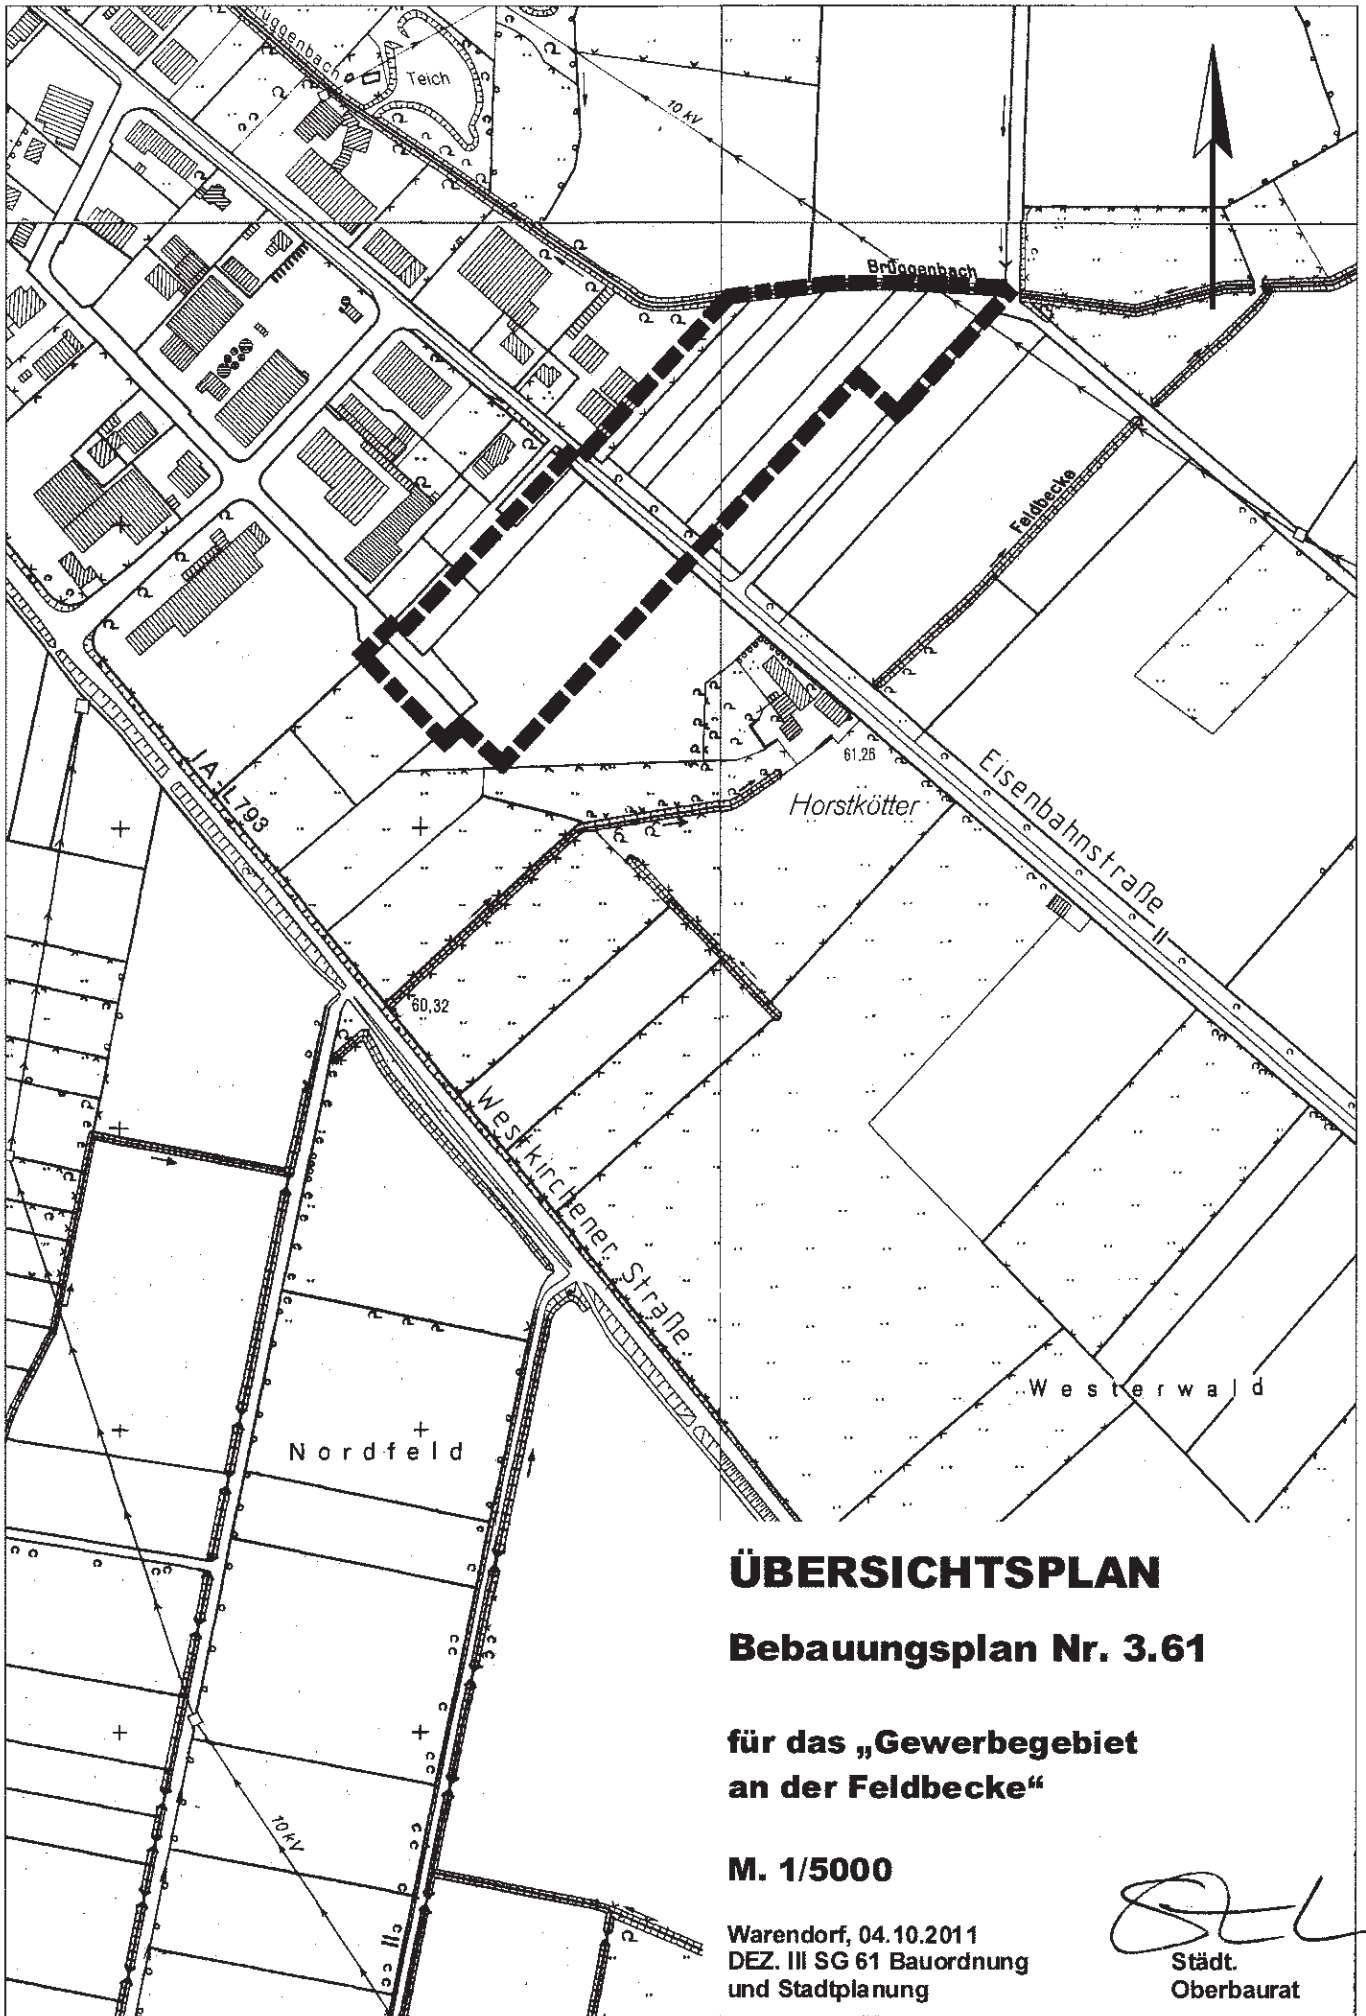 Brüggenbach
Teich
10 kV
Brüggenbach
Feldbecke
61,26
Horstkötter
Eisenbahnstraße
A-L793
60,32
Westkirchener Straße
Westerwald
Nordfeld
10 kV
ÜBERSICHTSPLAN
Bebauungsplan Nr. 3.61
für das „Gewerbegebiet
an der Feldbecke“
M. 1/5000
Warendorf, 04.10.2011
DEZ. III SG 61 Bauordnung
und Stadtplanung
Städt.
Oberbaurat